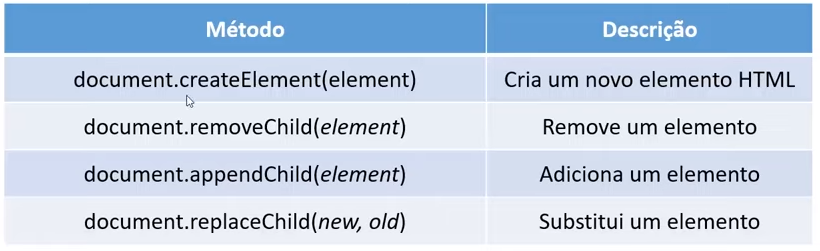 Método Descrição
document.createElement(element) Cria um novo elemento HTML
document.removeChild(element) Remove um elemento
document.appendChild(element) Adiciona um elemento
document.replaceChild(new, old) Substitui um elemento